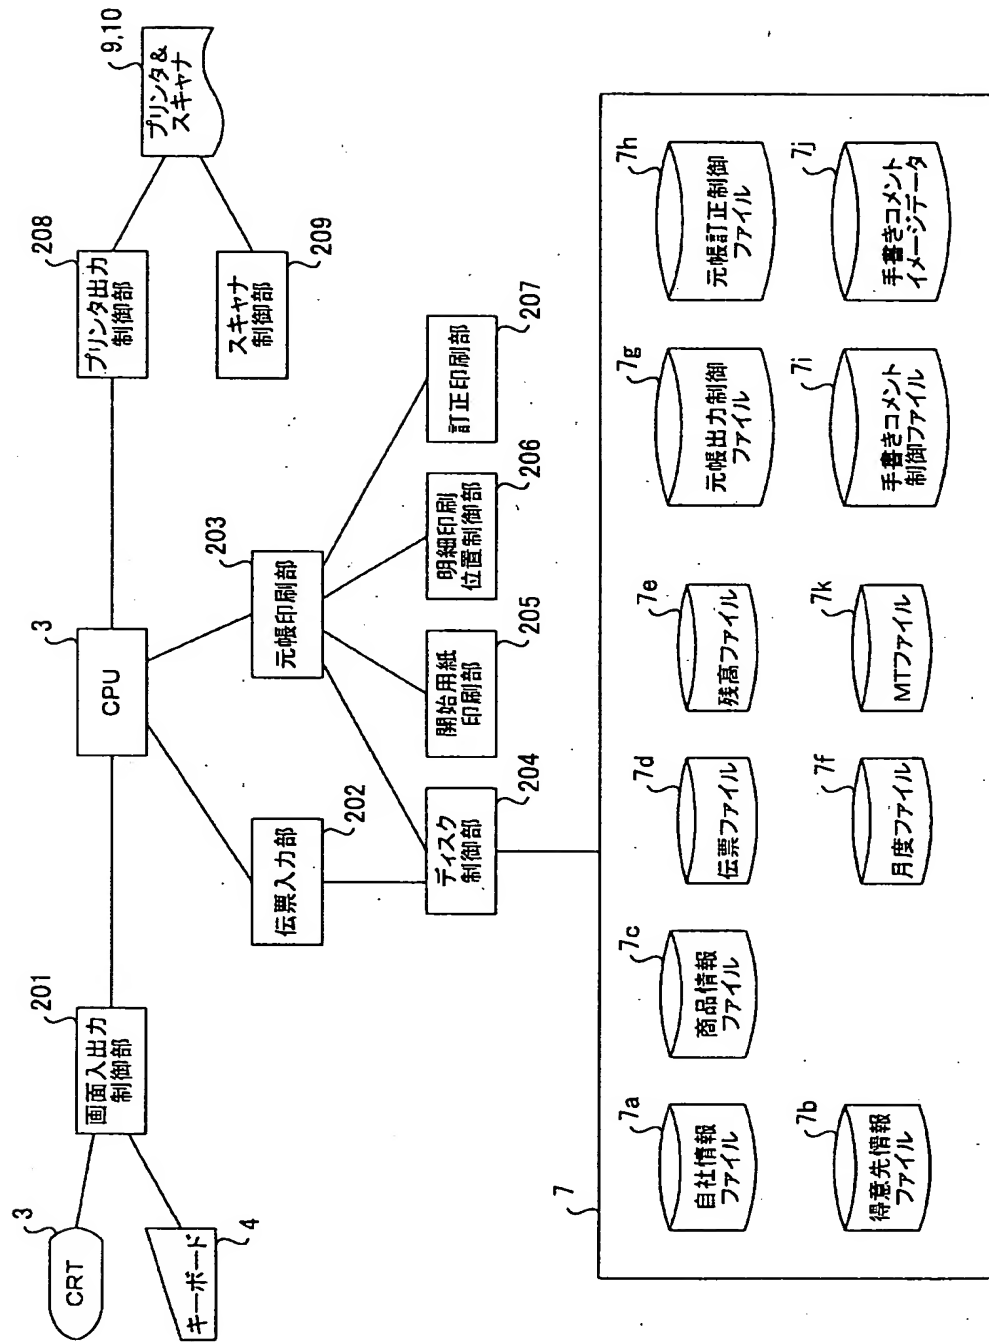 3
CRT
キーボード
4
201
画面入出力
制御部
3
CPU
208
プリンタ出力
制御部
スキャナ
制御部
209
9,10
プリンタ&
スキャナ
伝票入力部
202
203
元帳印刷部
ディスク
制御部
204
開始用紙
印刷部
205
明細印刷
位置制御部
206
訂正印刷部
207
7
7a
自社情報
ファイル
7b
得意先情報
ファイル
7c
商品情報
ファイル
7d
伝票ファイル
7f
月度ファイル
7e
残高ファイル
7k
MTファイル
7g
元帳出力制御
ファイル
7i
手書きコメント
制御ファイル
7h
元帳訂正制御
ファイル
7j
手書きコメント
イメージデータ